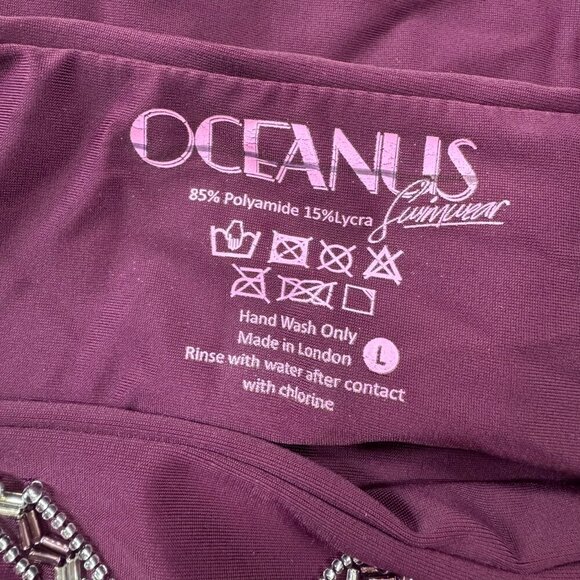 OCEANUS
Swimwear
85% Polyamide 15%Lycra
Hand Wash Only
Made in London
L
Rinse with water after contact
with chlorine